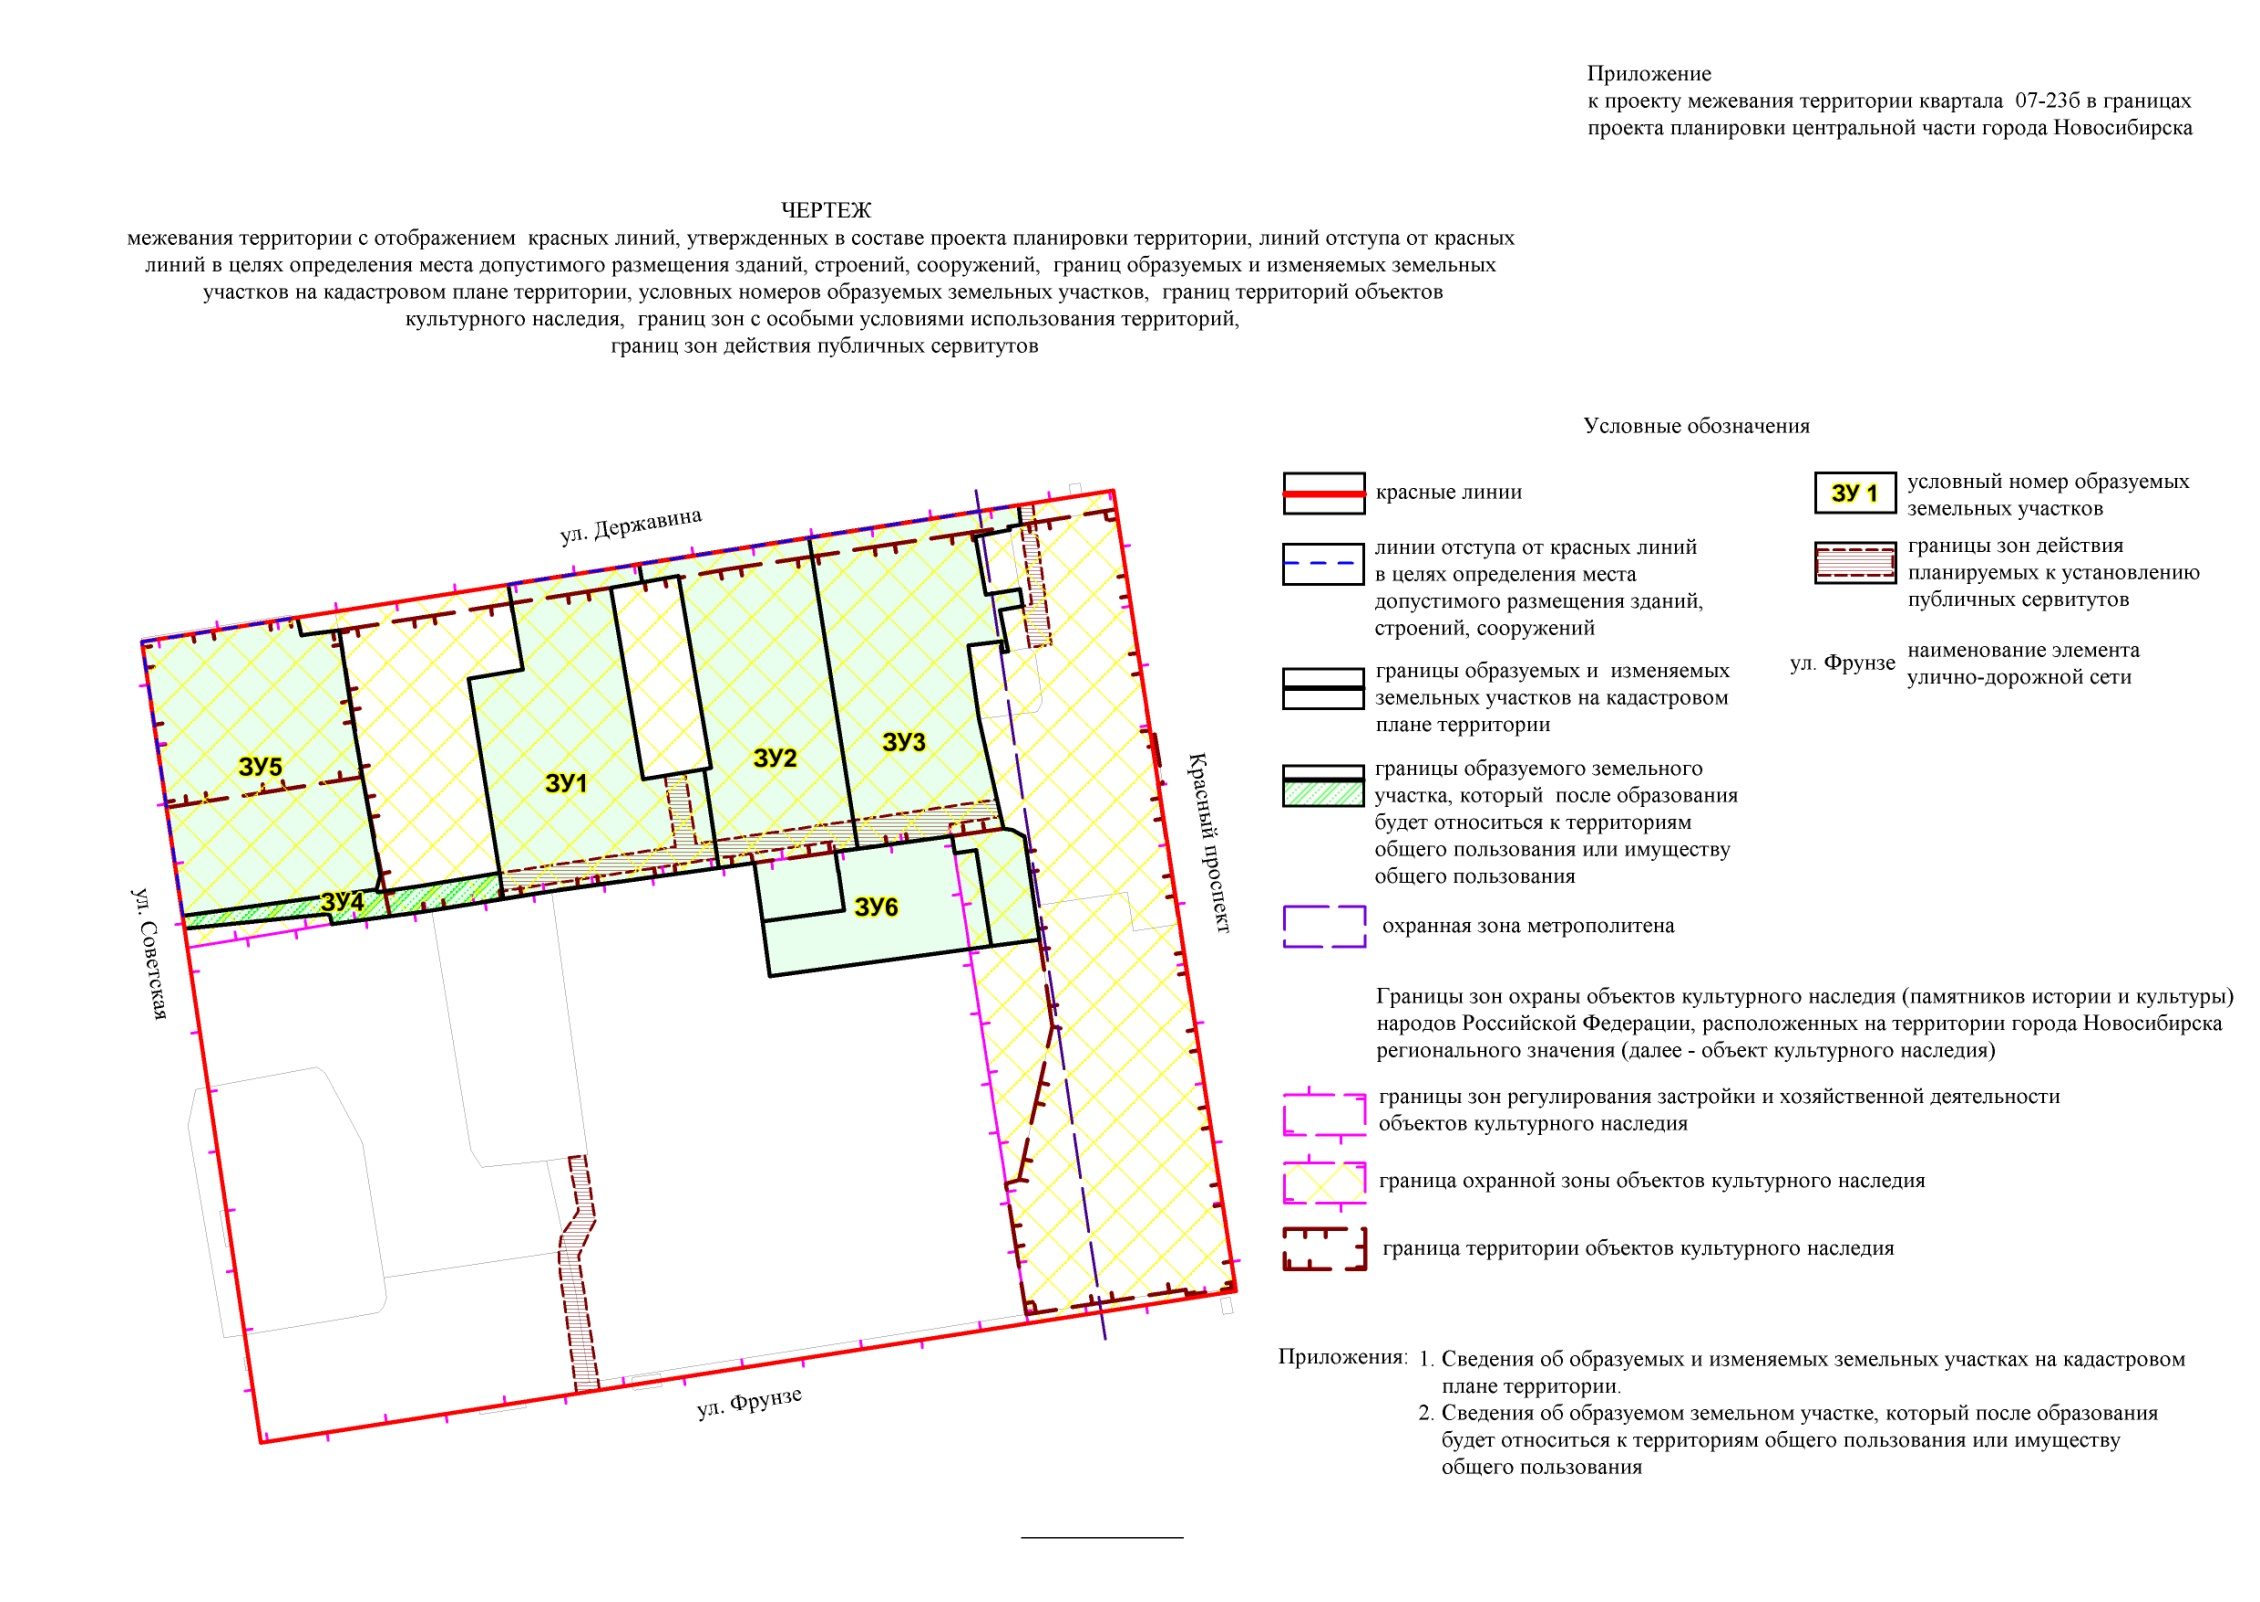 Приложение
к проекту межевания территории квартала 07-23б в границах
проекта планировки центральной части города Новосибирска
ЧЕРТЕЖ
межевания территории с отображением красных линий, утвержденных в составе проекта планировки территории, линий отступа от красных
линий в целях определения места допустимого размещения зданий, строений, сооружений, границ образуемых и изменяемых земельных
участков на кадастровом плане территории, условных номеров образуемых земельных участков, границ территорий объектов
культурного наследия, границ зон с особыми условиями использования территорий,
границ зон действия публичных сервитутов
ул. Державина
ЗУ5
ЗУ1
ЗУ2
ЗУ3
ЗУ4
ЗУ6
ул. Советская
Красный проспект
ул. Фрунзе
Условные обозначения
красные линии
линии отступа от красных линий
в целях определения места
допустимого размещения зданий,
строений, сооружений
границы образуемых и изменяемых
земельных участков на кадастровом
плане территории
границы образуемого земельного
участка, который после образования
будет относиться к территориям
общего пользования или имуществу
общего пользования
охранная зона метрополитена
ЗУ 1
условный номер образуемых
земельных участков
границы зон действия
планируемых к установлению
публичных сервитутов
ул. Фрунзе
наименование элемента
улично-дорожной сети
Границы зон охраны объектов культурного наследия (памятников истории и культуры)
народов Российской Федерации, расположенных на территории города Новосибирска
регионального значения (далее - объект культурного наследия)
границы зон регулирования застройки и хозяйственной деятельности
объектов культурного наследия
граница охранной зоны объектов культурного наследия
граница территории объектов культурного наследия
Приложения: 1. Сведения об образуемых и изменяемых земельных участках на кадастровом
плане территории.
2. Сведения об образуемом земельном участке, который после образования
будет относиться к территориям общего пользования или имуществу
общего пользования